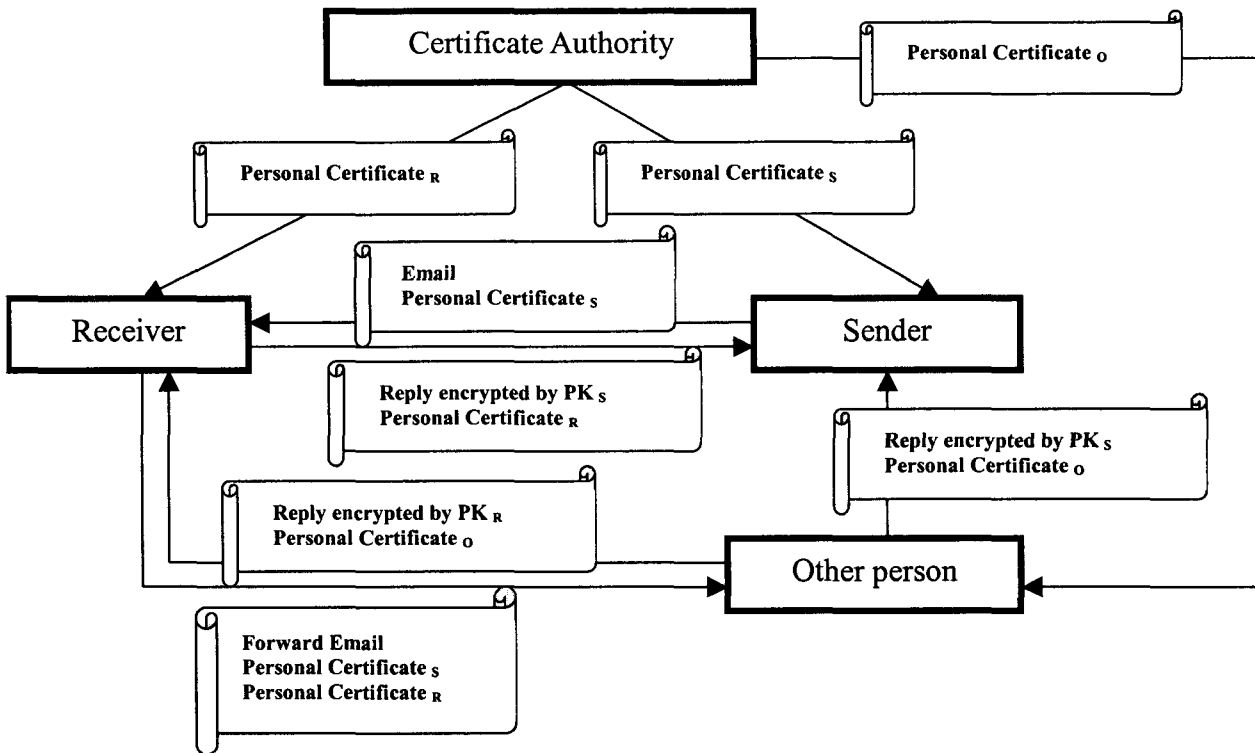 Certificate Authority
Personal Certificate O
Personal Certificate R
Personal Certificate S
Email
Personal Certificate S
Receiver
Sender
Reply encrypted by PK S
Personal Certificate R
Reply encrypted by PK S
Personal Certificate O
Reply encrypted by PK R
Personal Certificate O
Other person
Forward Email
Personal Certificate S
Personal Certificate R